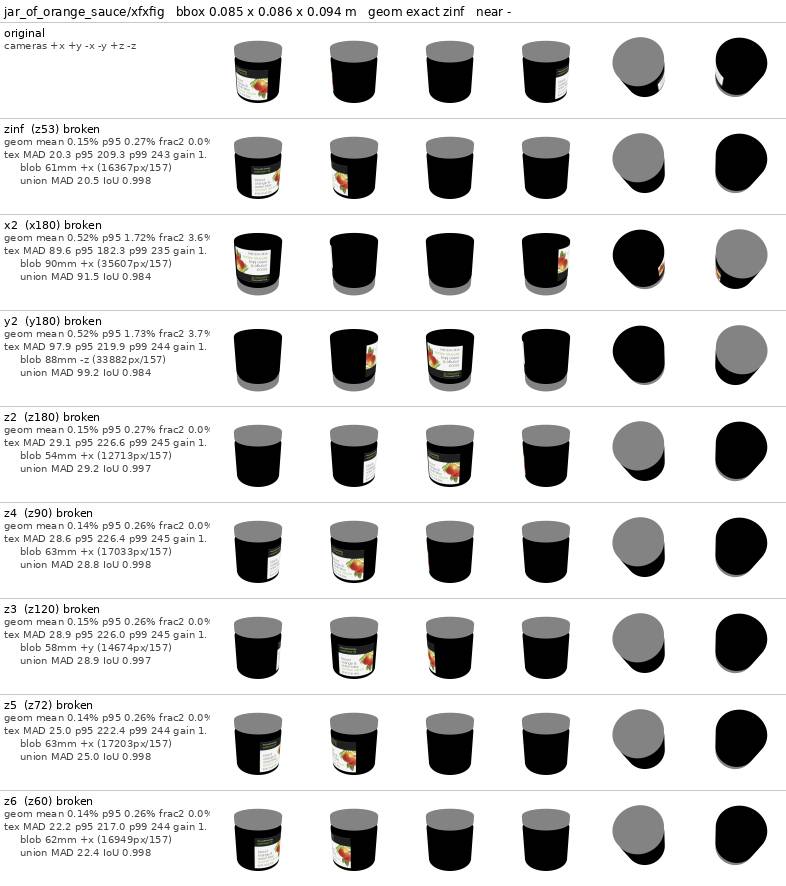 jar_of_orange_sauce/xfxfig   bbox 0.085 x 0.086 x 0.094 m   geom exact zinf   near -
original
cameras +x +y -x -y +z -z
zinf  (z53) broken
geom mean 0.15% p95 0.27% frac2 0.0%
tex MAD 20.3 p95 209.3 p99 243 gain 1.
blob 61mm +x (16367px/157)
union MAD 20.5 IoU 0.998
x2  (x180) broken
geom mean 0.52% p95 1.72% frac2 3.6%
tex MAD 89.6 p95 182.3 p99 235 gain 1.
blob 90mm +x (35607px/157)
union MAD 91.5 IoU 0.984
y2  (y180) broken
geom mean 0.52% p95 1.73% frac2 3.7%
tex MAD 97.9 p95 219.9 p99 244 gain 1.
blob 88mm -z (33882px/157)
union MAD 99.2 IoU 0.984
z2  (z180) broken
geom mean 0.15% p95 0.27% frac2 0.0%
tex MAD 29.1 p95 226.6 p99 245 gain 1.
blob 54mm +x (12713px/157)
union MAD 29.2 IoU 0.997
z4  (z90) broken
geom mean 0.14% p95 0.26% frac2 0.0%
tex MAD 28.6 p95 226.4 p99 245 gain 1.
blob 63mm +x (17033px/157)
union MAD 28.8 IoU 0.998
z3  (z120) broken
geom mean 0.15% p95 0.26% frac2 0.0%
tex MAD 28.9 p95 226.0 p99 245 gain 1.
blob 58mm +y (14674px/157)
union MAD 28.9 IoU 0.997
z5  (z72) broken
geom mean 0.14% p95 0.26% frac2 0.0%
tex MAD 25.0 p95 222.4 p99 244 gain 1.
blob 63mm +x (17203px/157)
union MAD 25.0 IoU 0.998
z6  (z60) broken
geom mean 0.14% p95 0.26% frac2 0.0%
tex MAD 22.2 p95 217.0 p99 244 gain 1.
blob 62mm +x (16949px/157)
union MAD 22.4 IoU 0.998